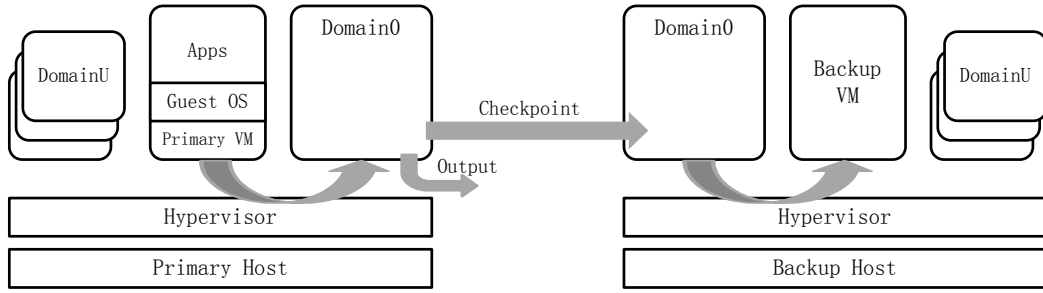 DomainU
Apps
Guest OS
Primary VM
Domain0
Checkpoint
Output
Domain0
Backup
VM
DomainU
Hypervisor
Primary Host
Hypervisor
Backup Host